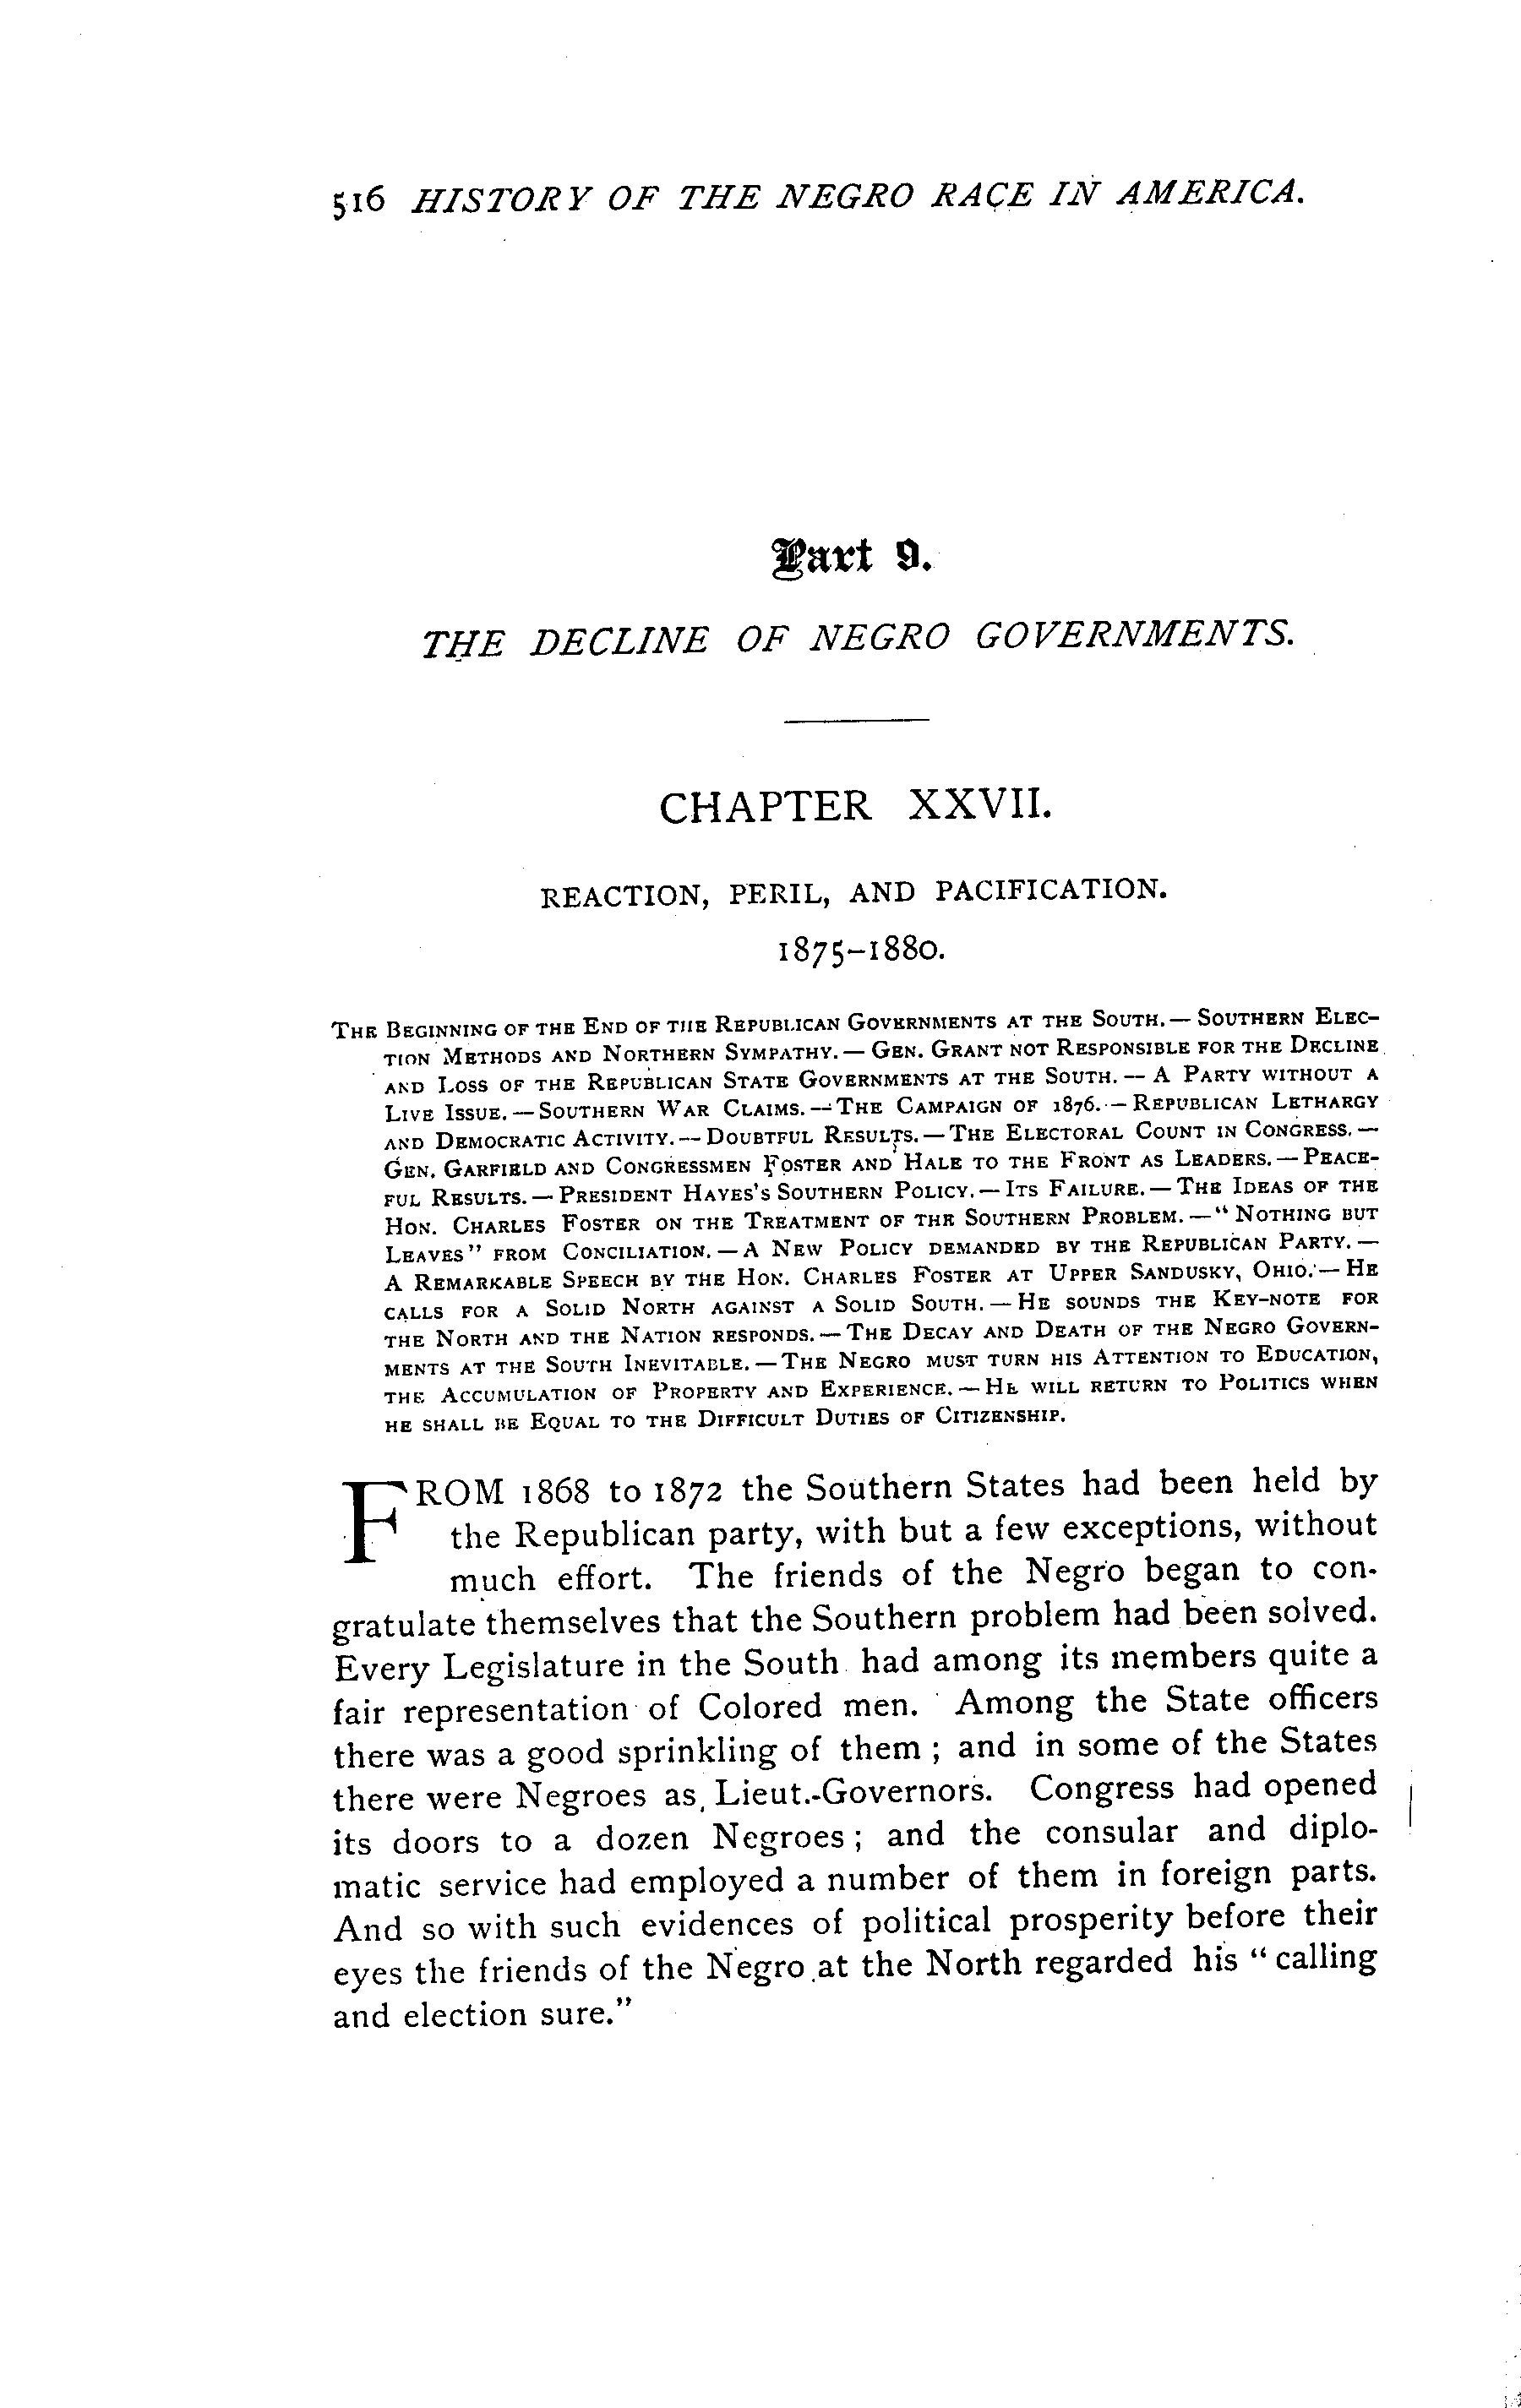 516 HISTORY OF THE NEGRO RACE IN AMERICA.
Part 9.
THE DECLINE OF NEGRO GOVERNMENTS.
CHAPTER XXVII.
REACTION, PERIL, AND PACIFICATION.
1875–1880.
THE BEGINNING OF THE END OF THE REPUBLICAN GOVERNMENTS AT THE SOUTH.—SOUTHERN ELEC-
TION METHODS AND NORTHERN SYMPATHY.—GEN. GRANT NOT RESPONSIBLE FOR THE DECLINE
AND LOSS OF THE REPUBLICAN STATE GOVERNMENTS AT THE SOUTH.—A PARTY WITHOUT A
LIVE ISSUE.—SOUTHERN WAR CLAIMS.—THE CAMPAIGN OF 1876.—REPUBLICAN LETHARGY
AND DEMOCRATIC ACTIVITY.—DOUBTFUL RESULTS.—THE ELECTORAL COUNT IN CONGRESS.—
GEN. GARFIELD AND CONGRESSMEN FOSTER AND HALE TO THE FRONT AS LEADERS.—PEACE-
FUL RESULTS.—PRESIDENT HAYES'S SOUTHERN POLICY.—ITS FAILURE.—THE IDEAS OF THE
HON. CHARLES FOSTER ON THE TREATMENT OF THE SOUTHERN PROBLEM.—"NOTHING BUT
LEAVES" FROM CONCILIATION.—A NEW POLICY DEMANDED BY THE REPUBLICAN PARTY.—
A REMARKABLE SPEECH BY THE HON. CHARLES FOSTER AT UPPER SANDUSKY, OHIO.—HE
CALLS FOR A SOLID NORTH AGAINST A SOLID SOUTH.—HE SOUNDS THE KEY-NOTE FOR
THE NORTH AND THE NATION RESPONDS.—THE DECAY AND DEATH OF THE NEGRO GOVERN-
MENTS AT THE SOUTH INEVITABLE.—THE NEGRO MUST TURN HIS ATTENTION TO EDUCATION,
THE ACCUMULATION OF PROPERTY AND EXPERIENCE.—HE WILL RETURN TO POLITICS WHEN
HE SHALL BE EQUAL TO THE DIFFICULT DUTIES OF CITIZENSHIP.
FROM 1868 to 1872 the Southern States had been held by
the Republican party, with but a few exceptions, without
much effort. The friends of the Negro began to con-
gratulate themselves that the Southern problem had been solved.
Every Legislature in the South had among its members quite a
fair representation of Colored men. Among the State officers
there was a good sprinkling of them; and in some of the States
there were Negroes as Lieut.-Governors. Congress had opened
its doors to a dozen Negroes; and the consular and diplo-
matic service had employed a number of them in foreign parts.
And so with such evidences of political prosperity before their
eyes the friends of the Negro at the North regarded his "calling
and election sure."